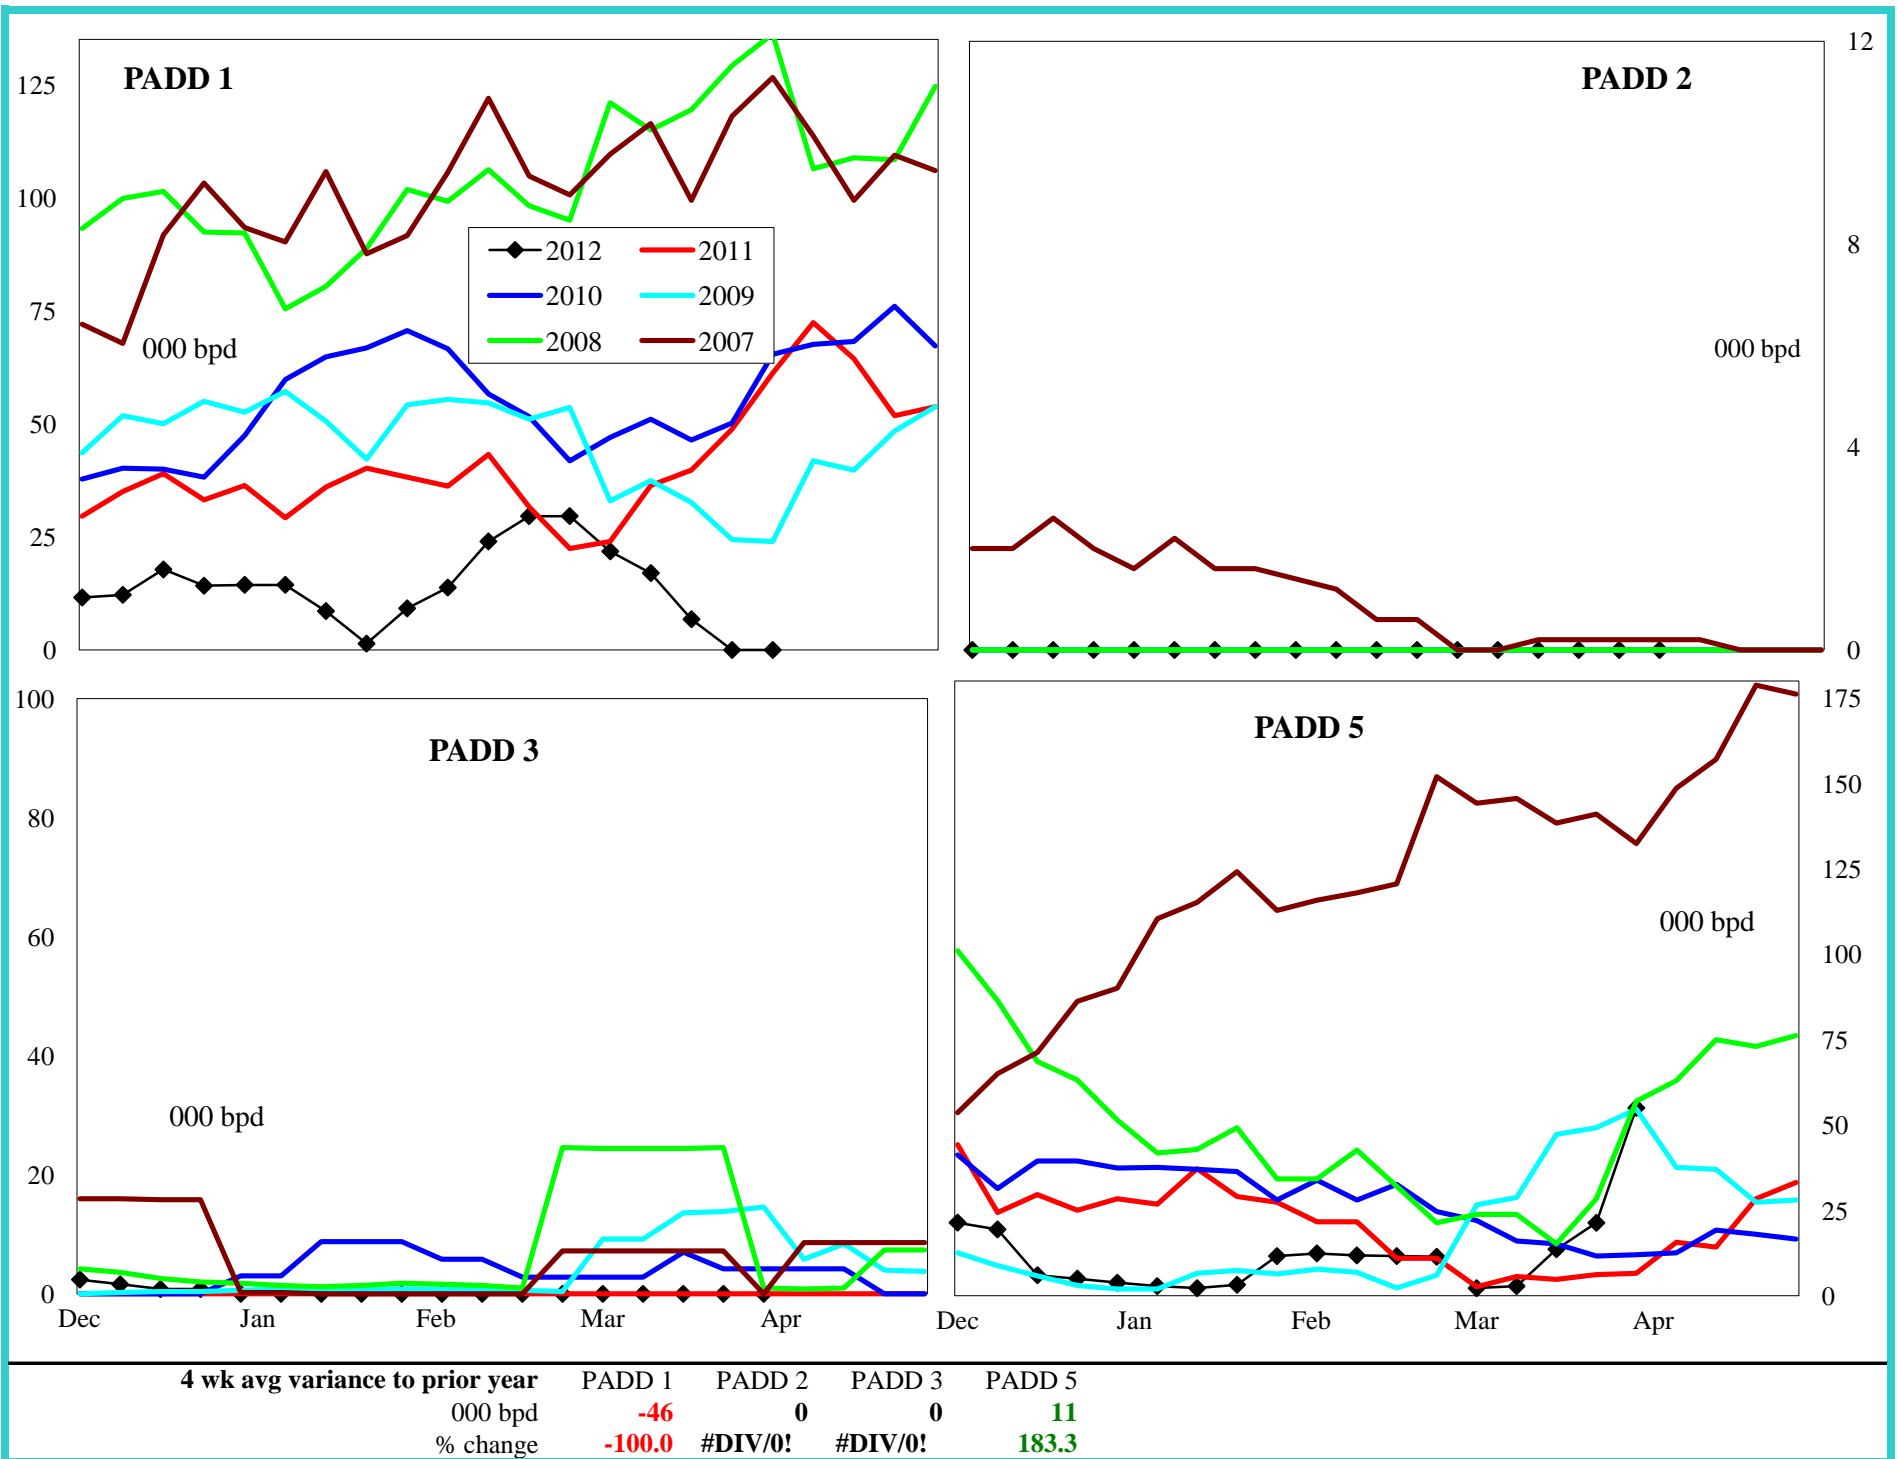 PADD 1
125
100
75
50
25
0
000 bpd
2012 2011
2010 2009
2008 2007
PADD 2
12
8
4
0
000 bpd
PADD 3
100
80
60
40
20
0
000 bpd
Dec Jan Feb Mar Apr
PADD 5
175
150
125
100
75
50
25
0
000 bpd
Dec Jan Feb Mar Apr
4 wk avg variance to prior year PADD 1 PADD 2 PADD 3 PADD 5
000 bpd -46 0 0 11
% change -100.0 #DIV/0! #DIV/0! 183.3